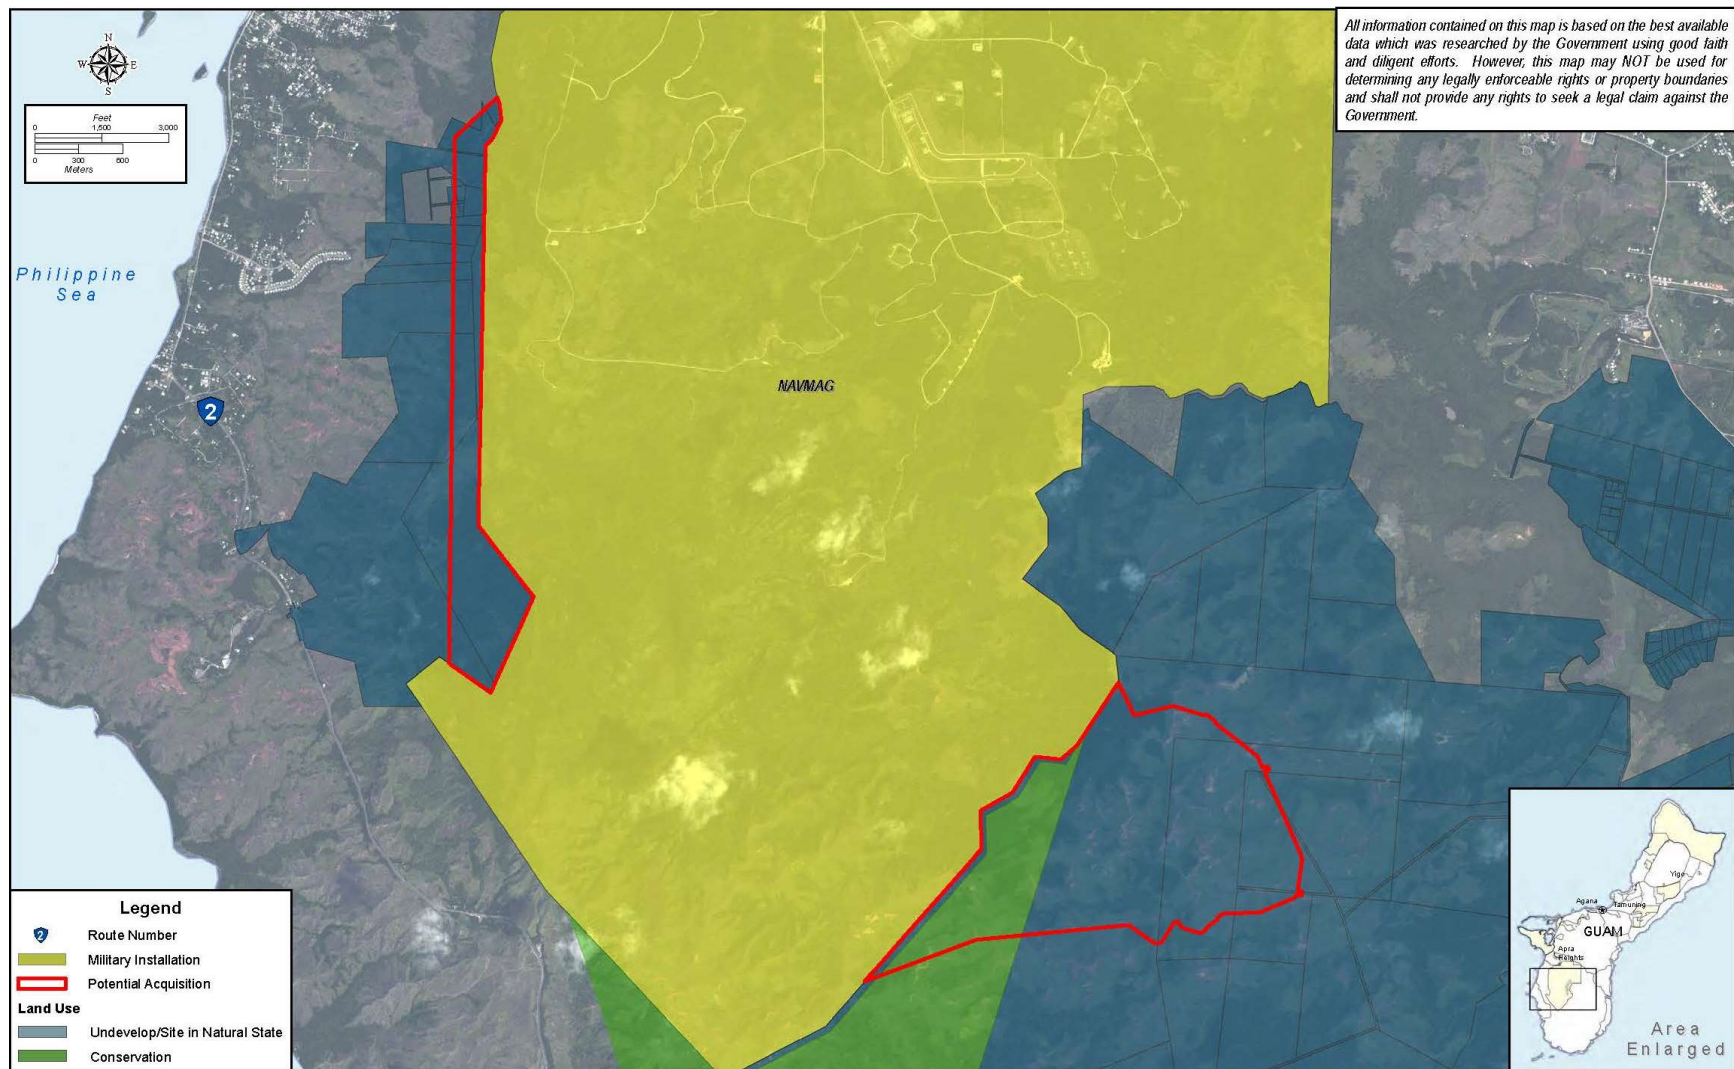 All information contained on this map is based on the best available
data which was researched by the Government using good faith
and diligent efforts. However, this map may NOT be used for
determining any legally enforceable rights or property boundaries
and shall not provide any rights to seek a legal claim against the
Government.
N
W E
S
Feet
0 1,500 3,000
0 300 600
Meters
Philippine
Sea
NAVMAG
2
Legend
2 Route Number
Military Installation
Potential Acquisition
Land Use
Undevelop/Site in Natural State
Conservation
Yigo
Agana Tamuning
GUAM
Apra
Heights
Area
Enlarged